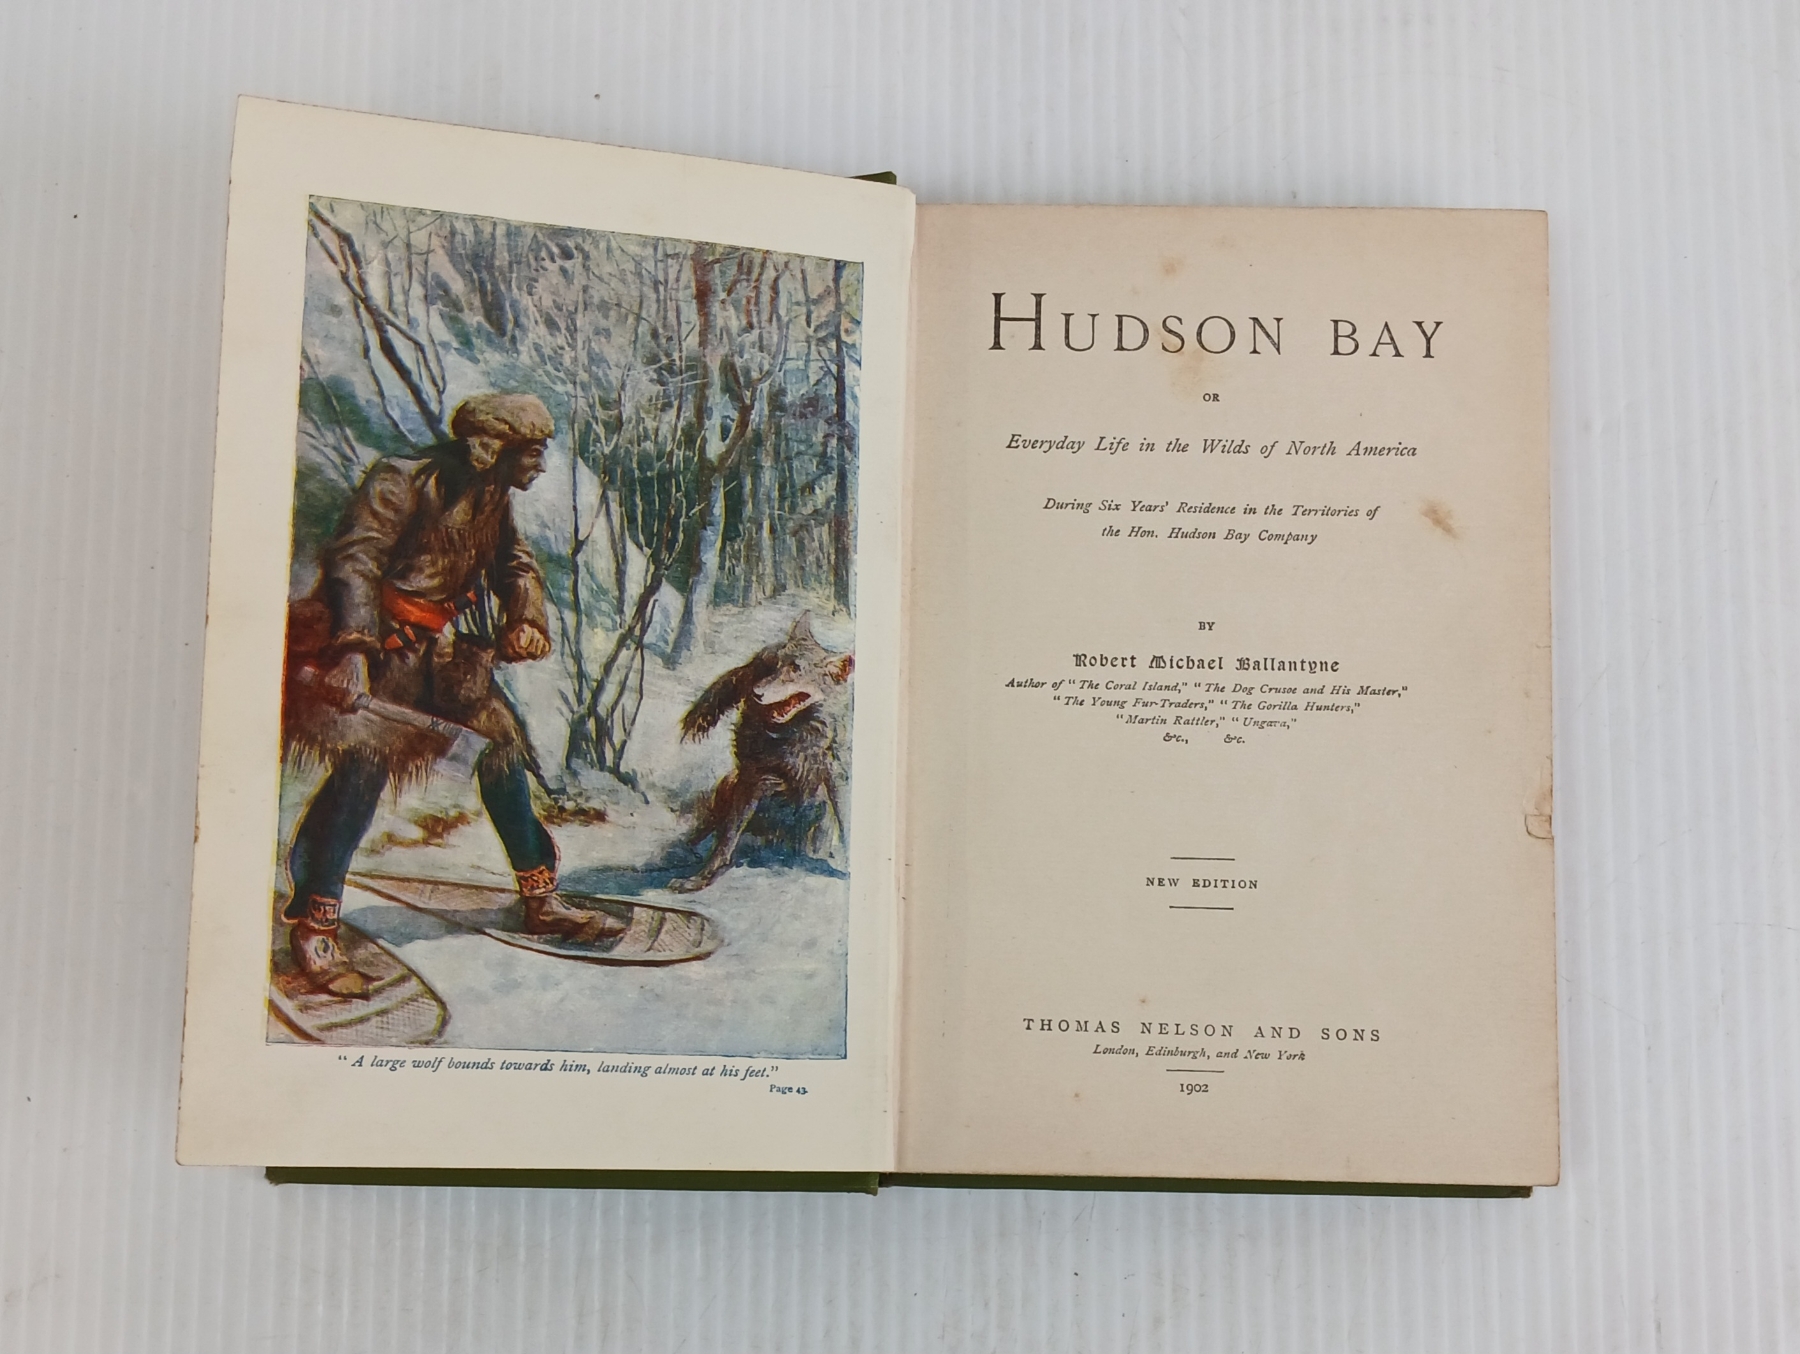 "A large wolf bounds towards him, landing almost at his feet."
Page 43.
HUDSON BAY
OR
Everyday Life in the Wilds of North America
During Six Years' Residence in the Territories of
the Hon. Hudson Bay Company
BY
Robert Michael Ballantyne
Author of "The Coral Island," "The Dog Crusoe and His Master,"
"The Young Fur-Traders," "The Gorilla Hunters,"
"Martin Rattler," "Ungava,"
&c., &c.
NEW EDITION
THOMAS NELSON AND SONS
London, Edinburgh, and New York
1902